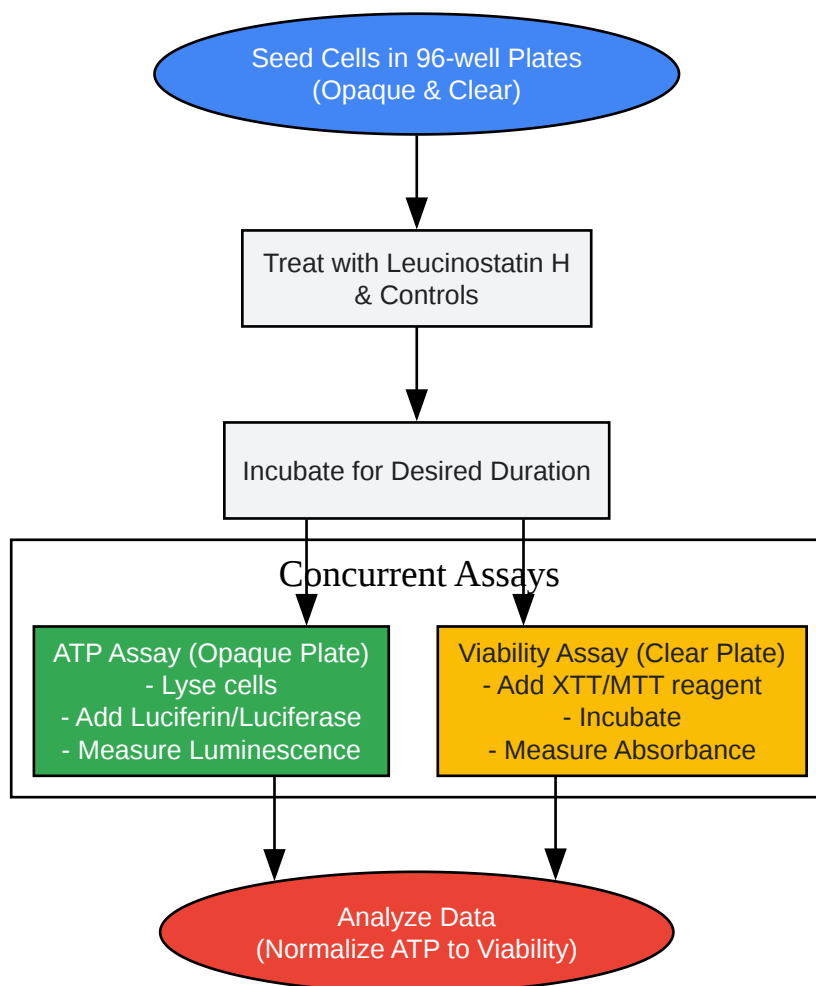 Seed Cells in 96-well Plates
(Opaque & Clear)
Treat with Leucinostatin H
& Controls
Incubate for Desired Duration
Concurrent Assays
ATP Assay (Opaque Plate)
- Lyse cells
- Add Luciferin/Luciferase
- Measure Luminescence
Viability Assay (Clear Plate)
- Add XTT/MTT reagent
- Incubate
- Measure Absorbance
Analyze Data
(Normalize ATP to Viability)